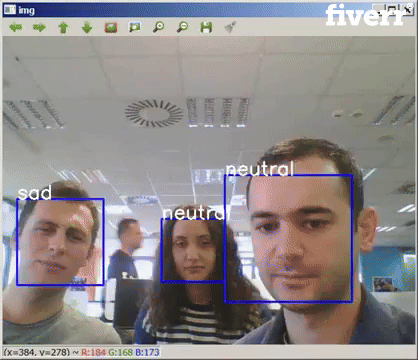 img
fiverr
neutral
sad
neutral
(x=384, y=278) ~ R:184 G:168 B:173